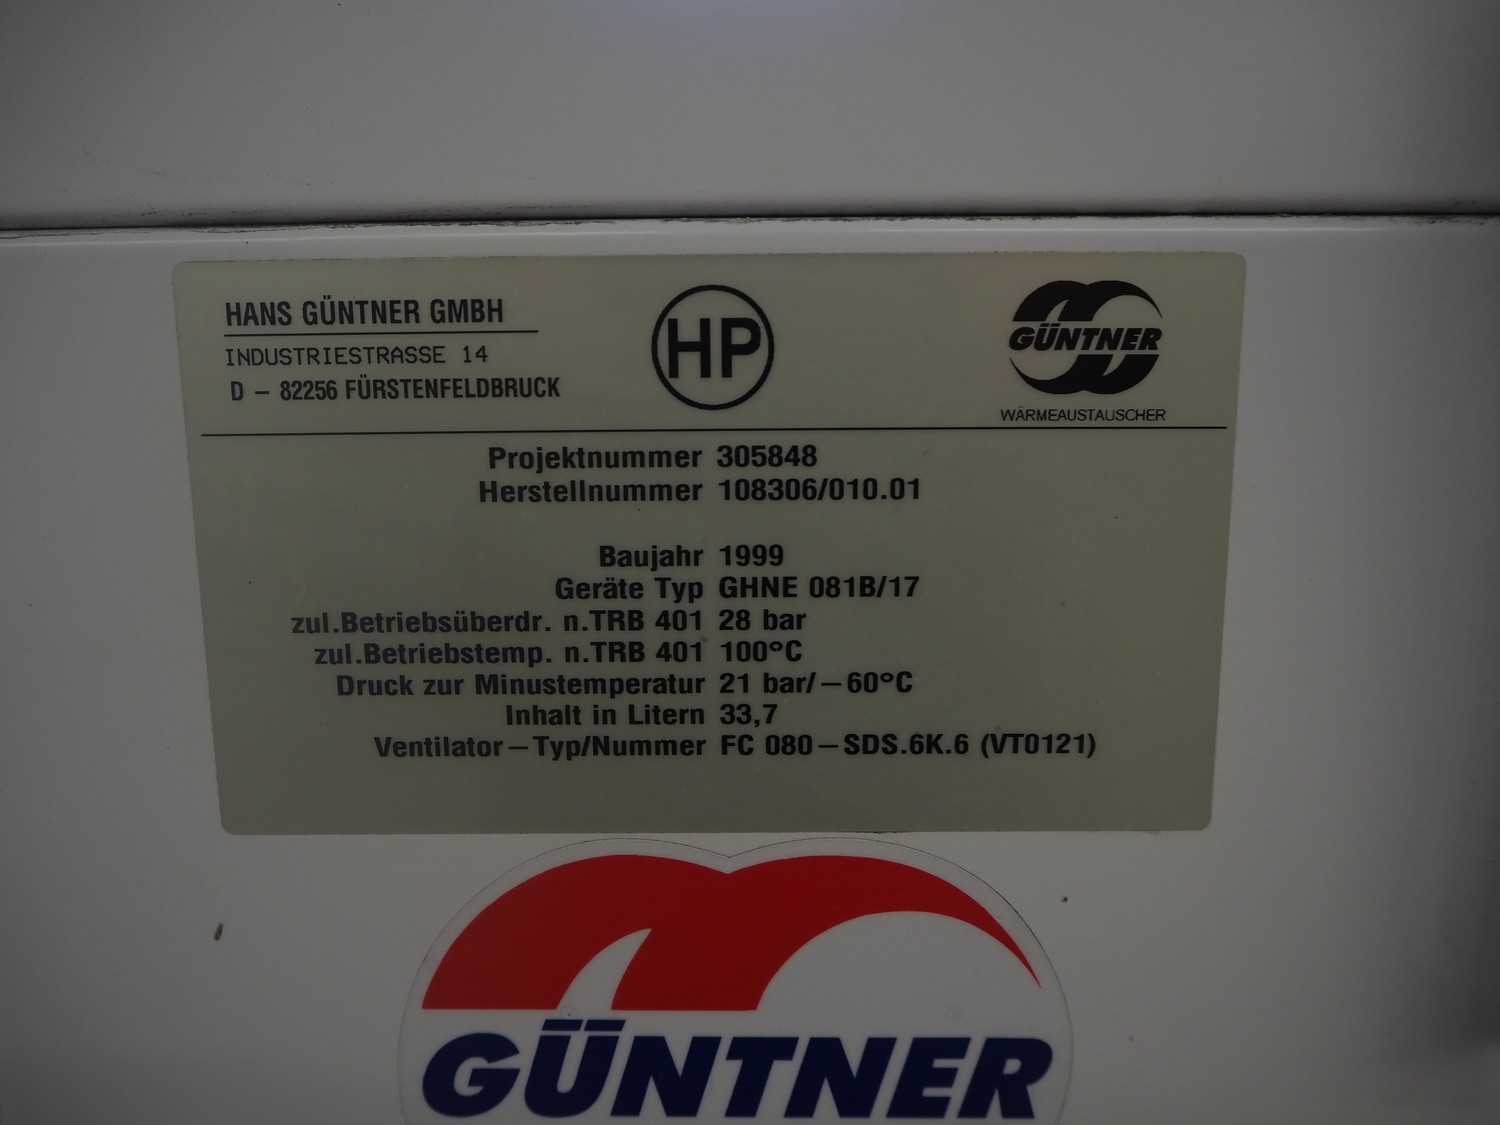 HANS GÜNTNER GMBH
INDUSTRIESTRASSE 14
D – 82256 FÜRSTENFELDBRUCK
HP
GÜNTNER
WÄRMEAUSTAUSCHER
Projektnummer 305848
Herstellnummer 108306/010.01
Baujahr 1999
Geräte Typ GHNE 081B/17
zul.Betriebsüberdr. n.TRB 401 28 bar
zul.Betriebstemp. n.TRB 401 100°C
Druck zur Minustemperatur 21 bar/–60°C
Inhalt in Litern 33,7
Ventilator–Typ/Nummer FC 080–SDS.6K.6 (VT0121)
GÜNTNER